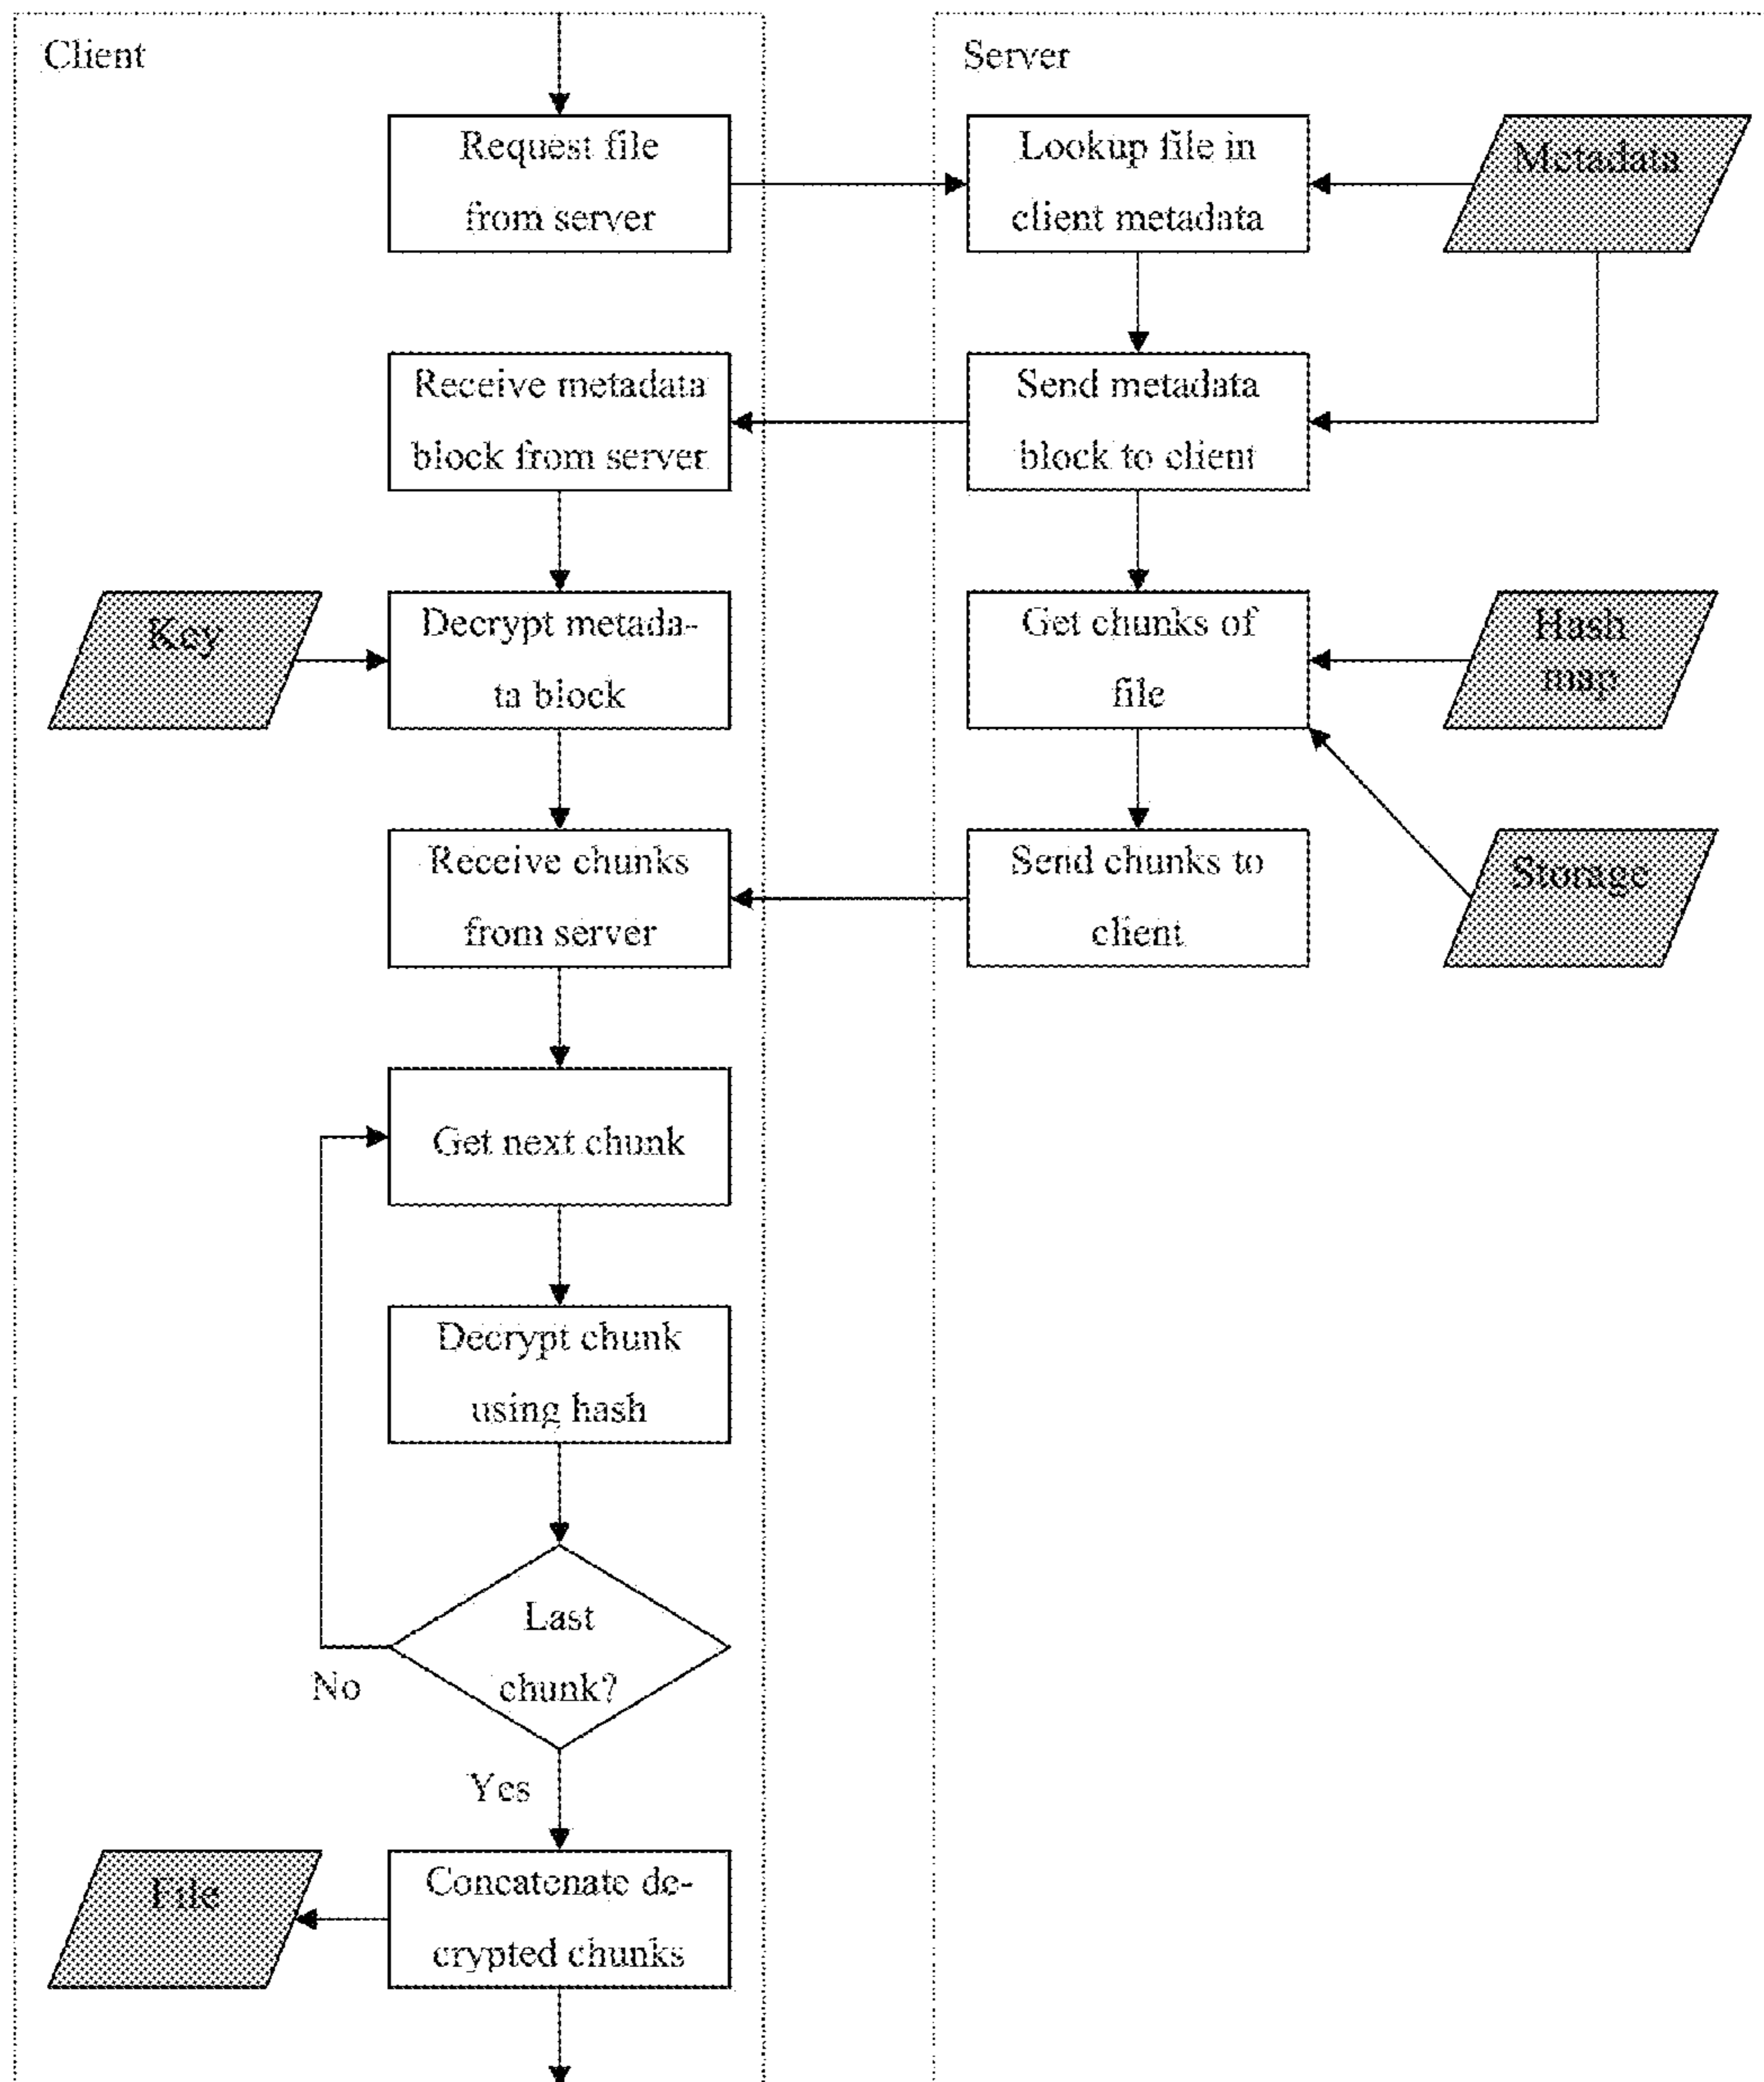 Client
Request file
from server
Receive metadata
block from server
Key
Decrypt metada-
ta block
Receive chunks
from server
Get next chunk
Decrypt chunk
using hash
Last
chunk?
No
Yes
File
Concatenate de-
crypted chunks
Server
Lookup file in
client metadata
Metadata
Send metadata
block to client
Get chunks of
file
Hash
map
Send chunks to
client
Storage